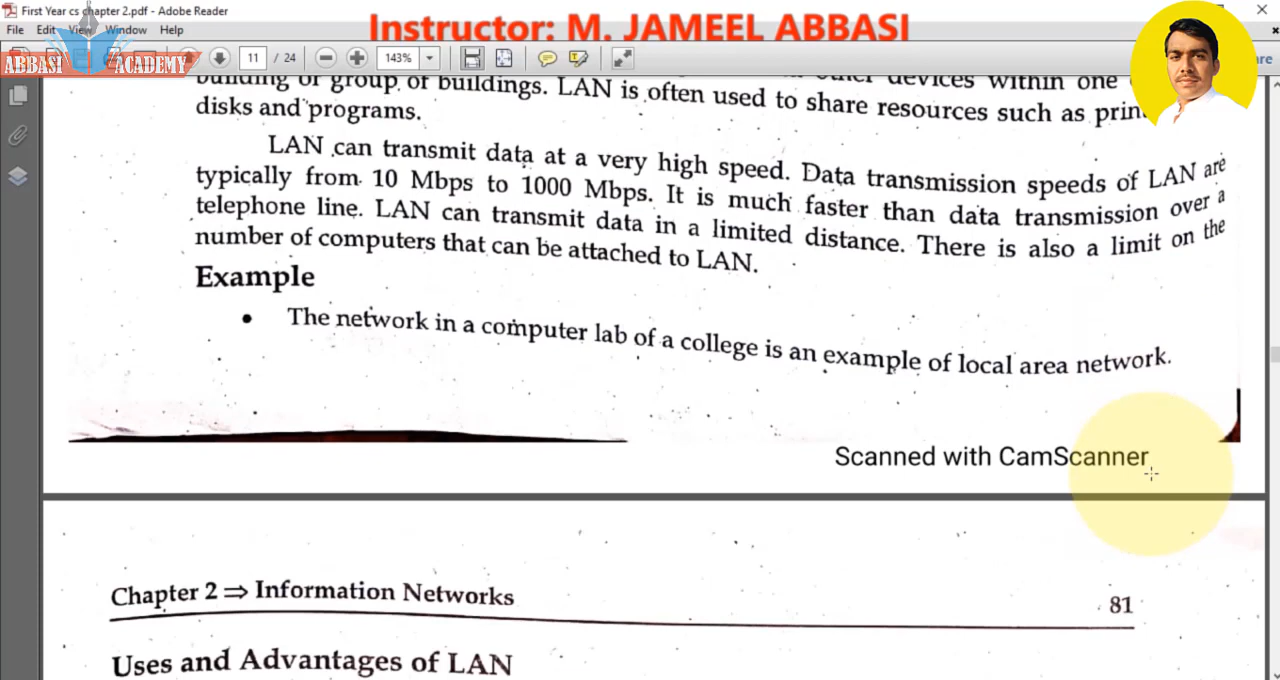 First Year cs chapter 2.pdf - Adobe Reader
Instructor: M. JAMEEL ABBASI
File Edit View Window Help
ABBASI ACADEMY
11 / 24 143%
building or group of buildings. LAN is often used to share resources such as
other devices within one
disks and programs.
LAN can transmit data at a very high speed. Data transmission speeds of LAN are
typically from 10 Mbps to 1000 Mbps. It is much faster than data transmission over a
telephone line. LAN can transmit data in a limited distance. There is also a limit on the
number of computers that can be attached to LAN.
Example
• The network in a computer lab of a college is an example of local area network.
Scanned with CamScanner
Chapter 2 ⇒ Information Networks 81
Uses and Advantages of LAN